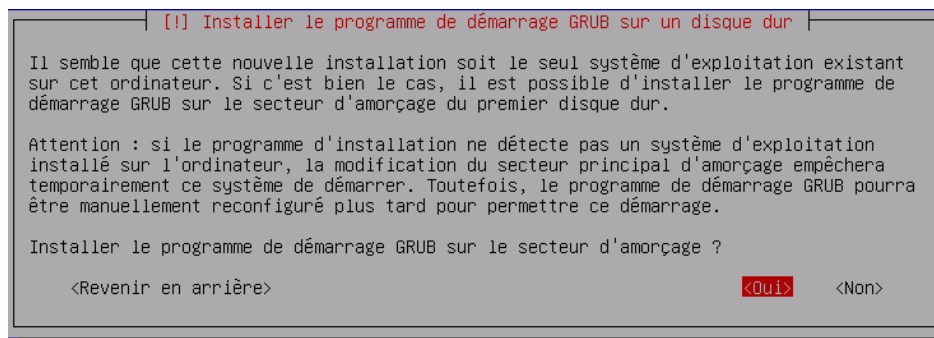 [!] Installer le programme de démarrage GRUB sur un disque dur
Il semble que cette nouvelle installation soit le seul système d'exploitation existant
sur cet ordinateur. Si c'est bien le cas, il est possible d'installer le programme de
démarrage GRUB sur le secteur d'amorçage du premier disque dur.
Attention : si le programme d'installation ne détecte pas un système d'exploitation
installé sur l'ordinateur, la modification du secteur principal d'amorçage empêchera
temporairement ce système de démarrer. Toutefois, le programme de démarrage GRUB pourra
être manuellement reconfiguré plus tard pour permettre ce démarrage.
Installer le programme de démarrage GRUB sur le secteur d'amorçage ?
<Revenir en arrière> <Oui> <Non>